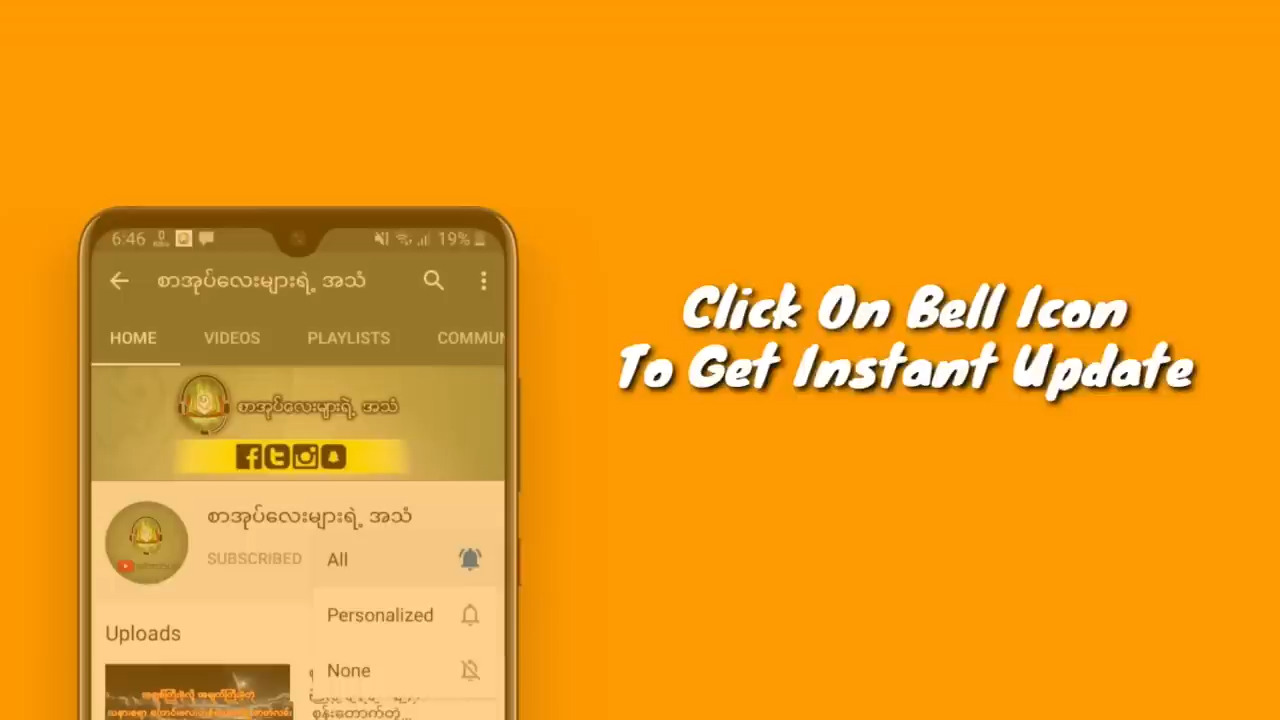 6:46
19%
စာအုပ်လေးများရဲ့ အသံ
HOME VIDEOS PLAYLISTS COMMUN
စာအုပ်လေးများရဲ့ အသံ
စာအုပ်လေးများရဲ့ အသံ
SUBSCRIBED
All
Personalized
None
Uploads
Click On Bell Icon
To Get Instant Update